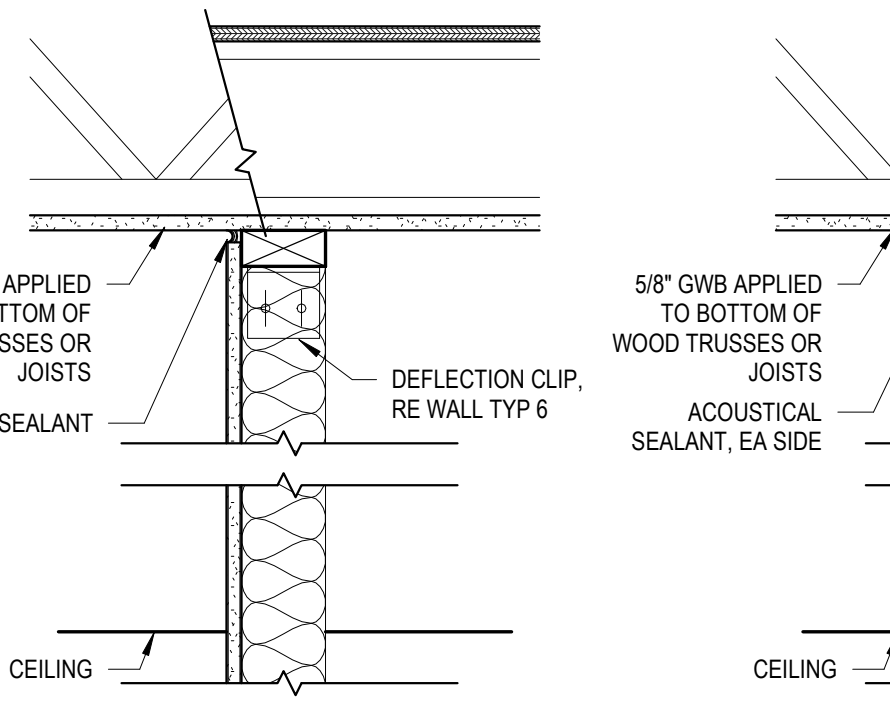 APPLIED
TTOM OF
SSES OR
JOISTS
SEALANT
DEFLECTION CLIP,
RE WALL TYP 6
CEILING
5/8" GWB APPLIED
TO BOTTOM OF
WOOD TRUSSES OR
JOISTS
ACOUSTICAL
SEALANT, EA SIDE
CEILING